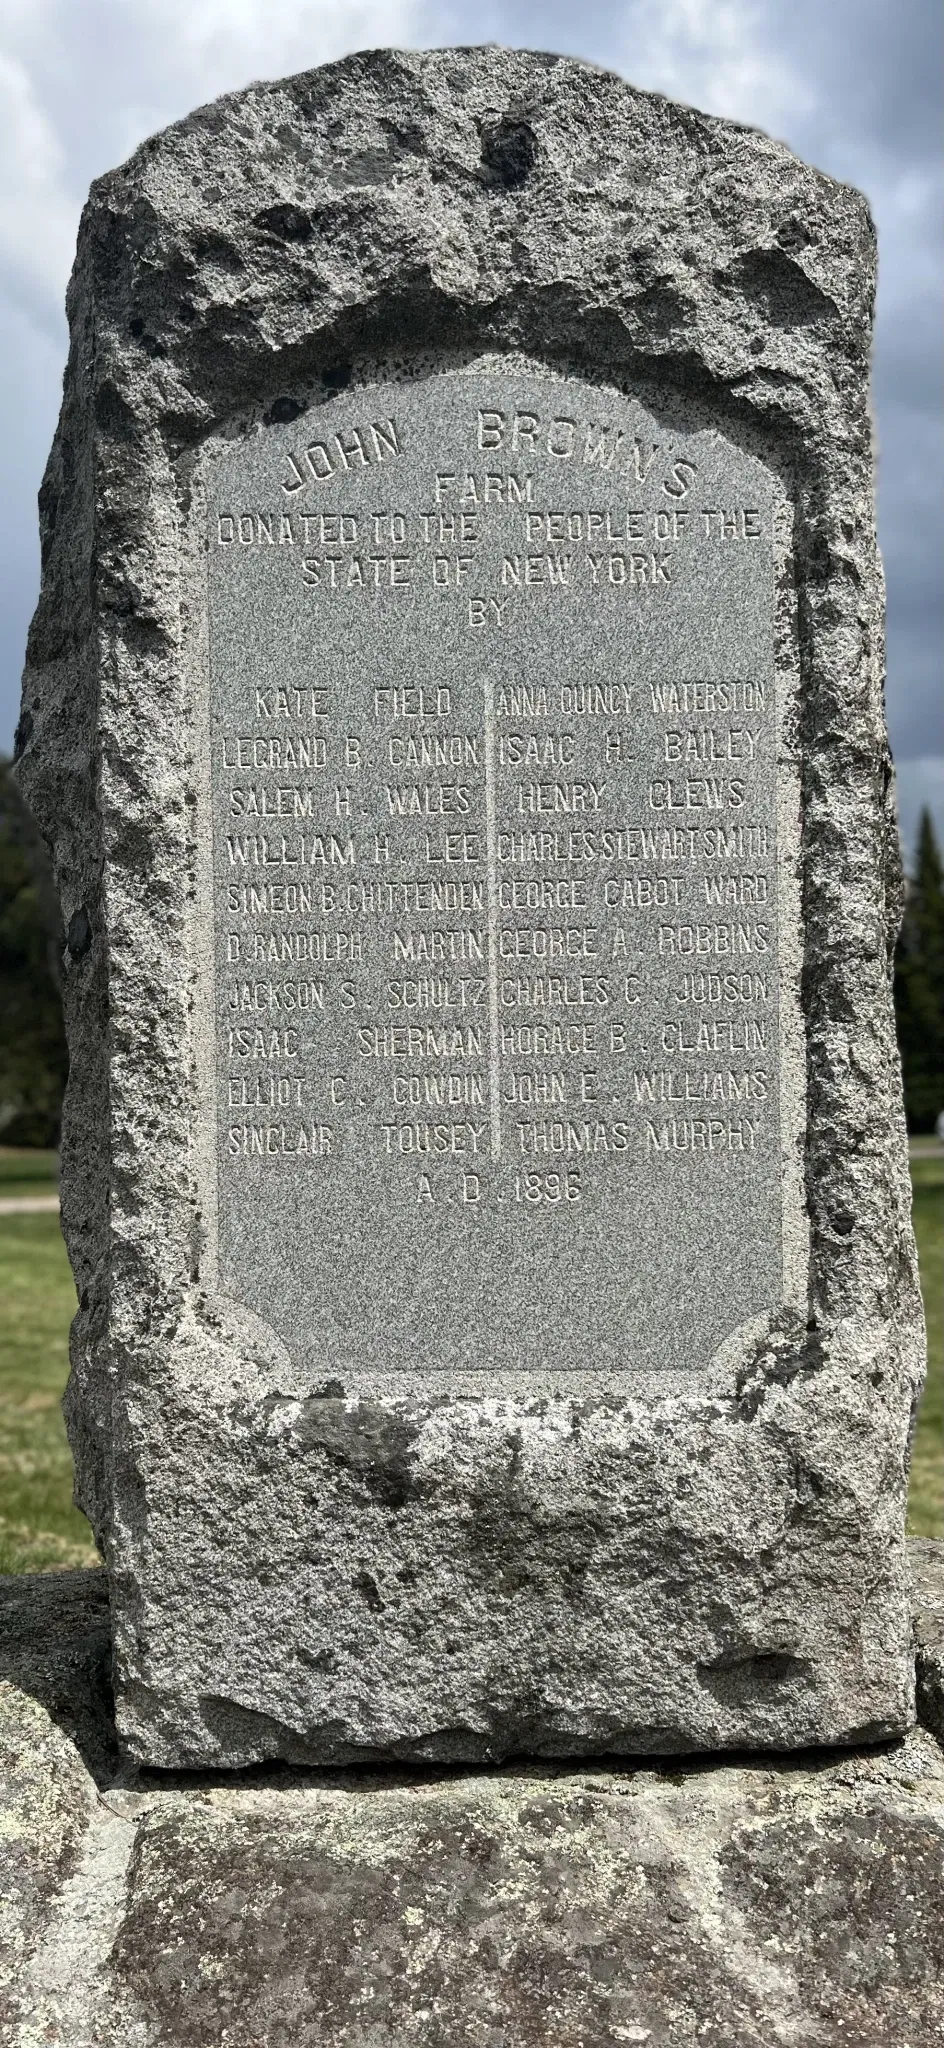 JOHN BROWN'S
FARM
DONATED TO THE PEOPLE OF THE
STATE OF NEW YORK
BY
KATE FIELD
LEGRAND B. CANNON
SALEM H. WALES
WILLIAM H. LEE
SIMEON B. CHITTENDEN
D. RANDOLPH MARTIN
JACKSON S. SCHULTZ
ISAAC SHERMAN
ELLIOT C. COWDIN
SINCLAIR TOUSEY
ANNA QUINCY WATERSTON
ISAAC H. BAILEY
HENRY CLEWS
CHARLES STEWART SMITH
GEORGE CABOT WARD
GEORGE A. ROBBINS
CHARLES C. JUDSON
HORACE B. CLAFLIN
JOHN E. WILLIAMS
THOMAS MURPHY
A.D. 1896